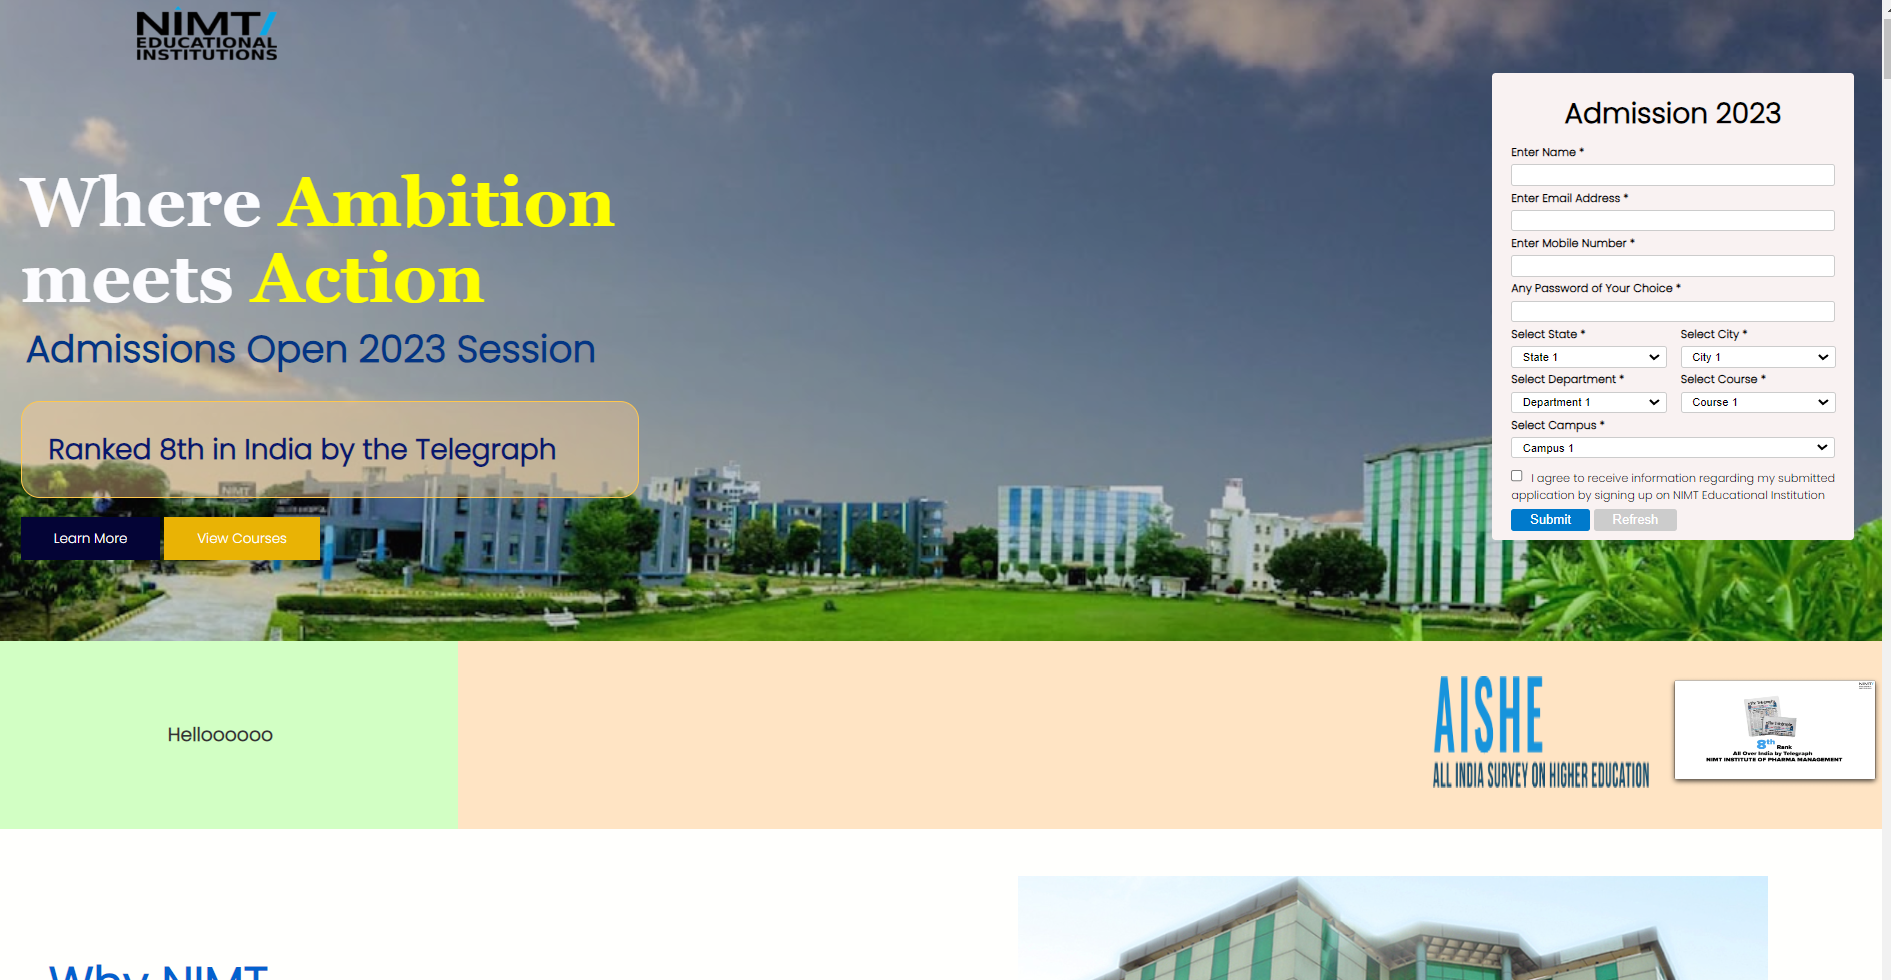 NiMT/
EDUCATIONAL
INSTITUTIONS
Where Ambition
meets Action
Admissions Open 2023 Session
Ranked 8th in India by the Telegraph
NIMT
Learn More
View Courses
Admission 2023
Enter Name *
Enter Email Address *
Enter Mobile Number *
Any Password of Your Choice *
Select State * Select City *
State 1 City 1
Select Department * Select Course *
Department 1 Course 1
Select Campus *
Campus 1
I agree to receive information regarding my submitted
application by signing up on NIMT Educational Institution
Submit Refresh
Helloooooo
AISHE
ALL INDIA SURVEY ON HIGHER EDUCATION
8th Rank
All Over India by Telegraph
NIMT INSTITUTE OF PHARMA MANAGEMENT
Why NIMT